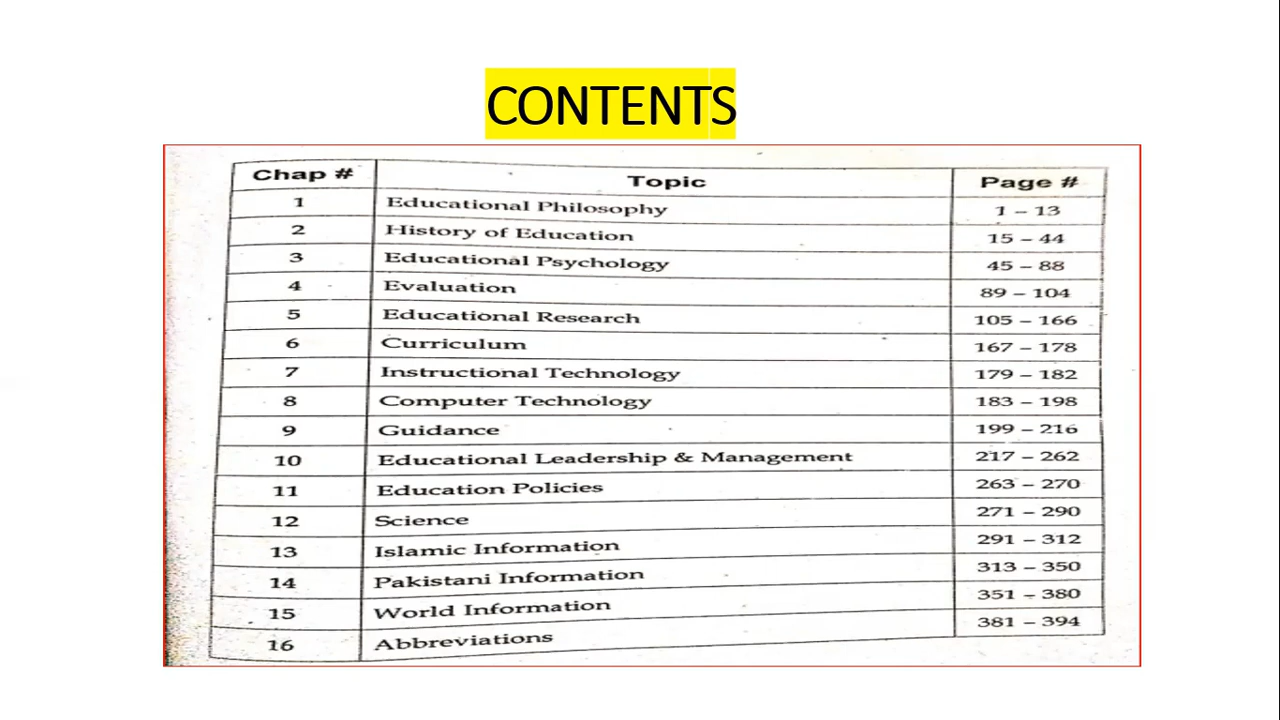 CONTENTS
Chap # Topic Page #
1 Educational Philosophy 1 – 13
2 History of Education 15 – 44
3 Educational Psychology 45 – 88
4 Evaluation 89 – 104
5 Educational Research 105 – 166
6 Curriculum 167 – 178
7 Instructional Technology 179 – 182
8 Computer Technology 183 – 198
9 Guidance 199 – 216
10 Educational Leadership & Management 217 – 262
11 Education Policies 263 – 270
12 Science 271 – 290
13 Islamic Information 291 – 312
14 Pakistani Information 313 – 350
15 World Information 351 – 380
16 Abbreviations 381 – 394